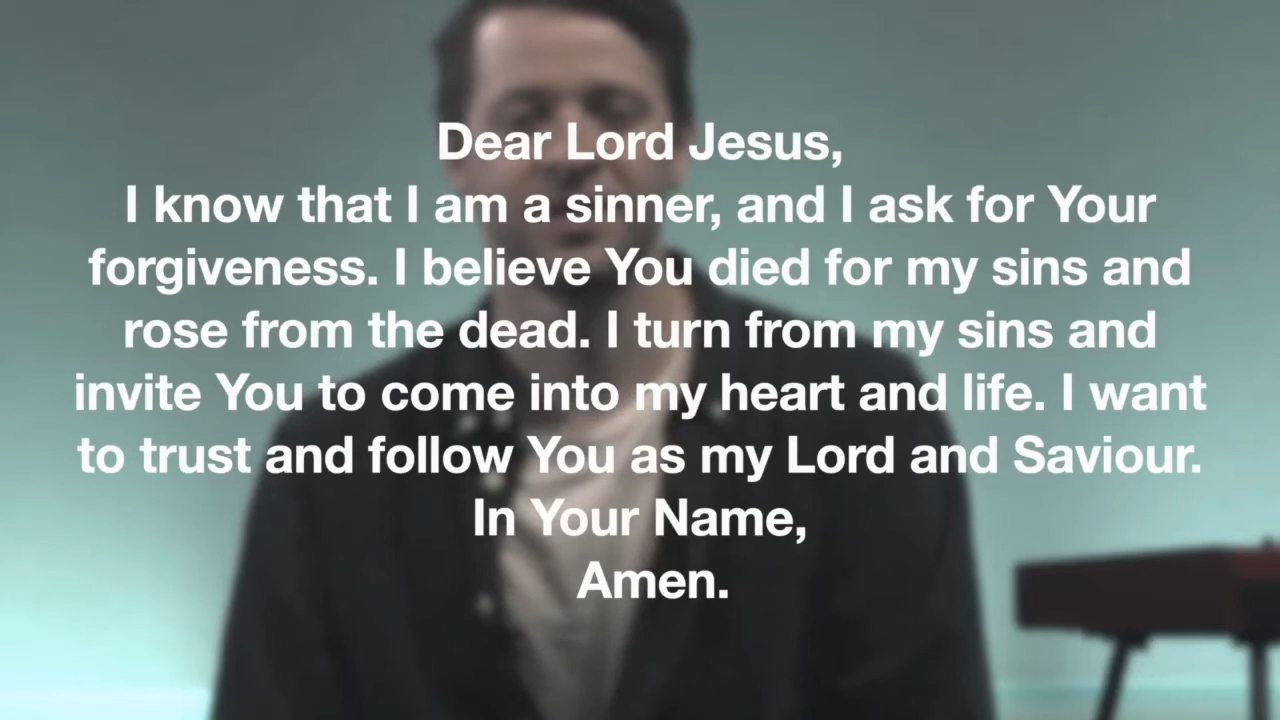 Dear Lord Jesus,
I know that I am a sinner, and I ask for Your
forgiveness. I believe You died for my sins and
rose from the dead. I turn from my sins and
invite You to come into my heart and life. I want
to trust and follow You as my Lord and Saviour.
In Your Name,
Amen.